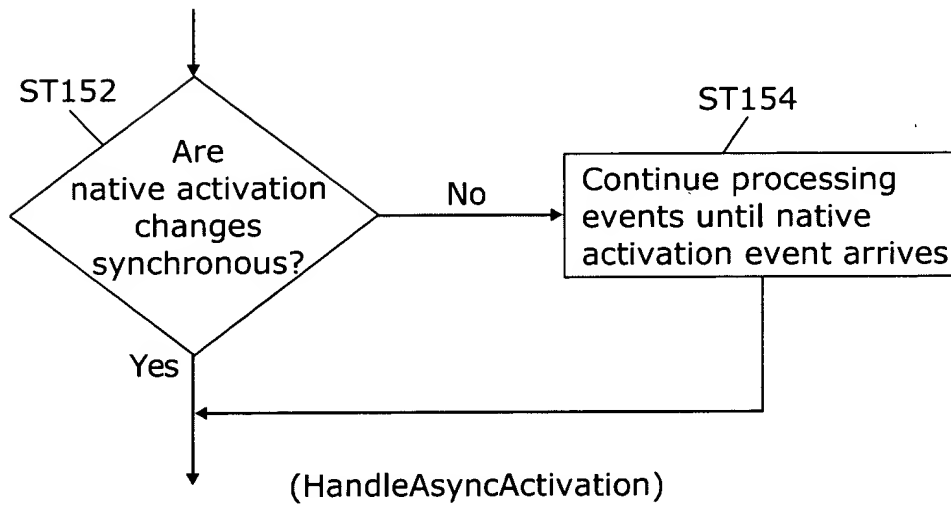 ST152
Are
native activation
changes
synchronous?
No
ST154
Continue processing
events until native
activation event arrives
Yes
(HandleAsyncActivation)